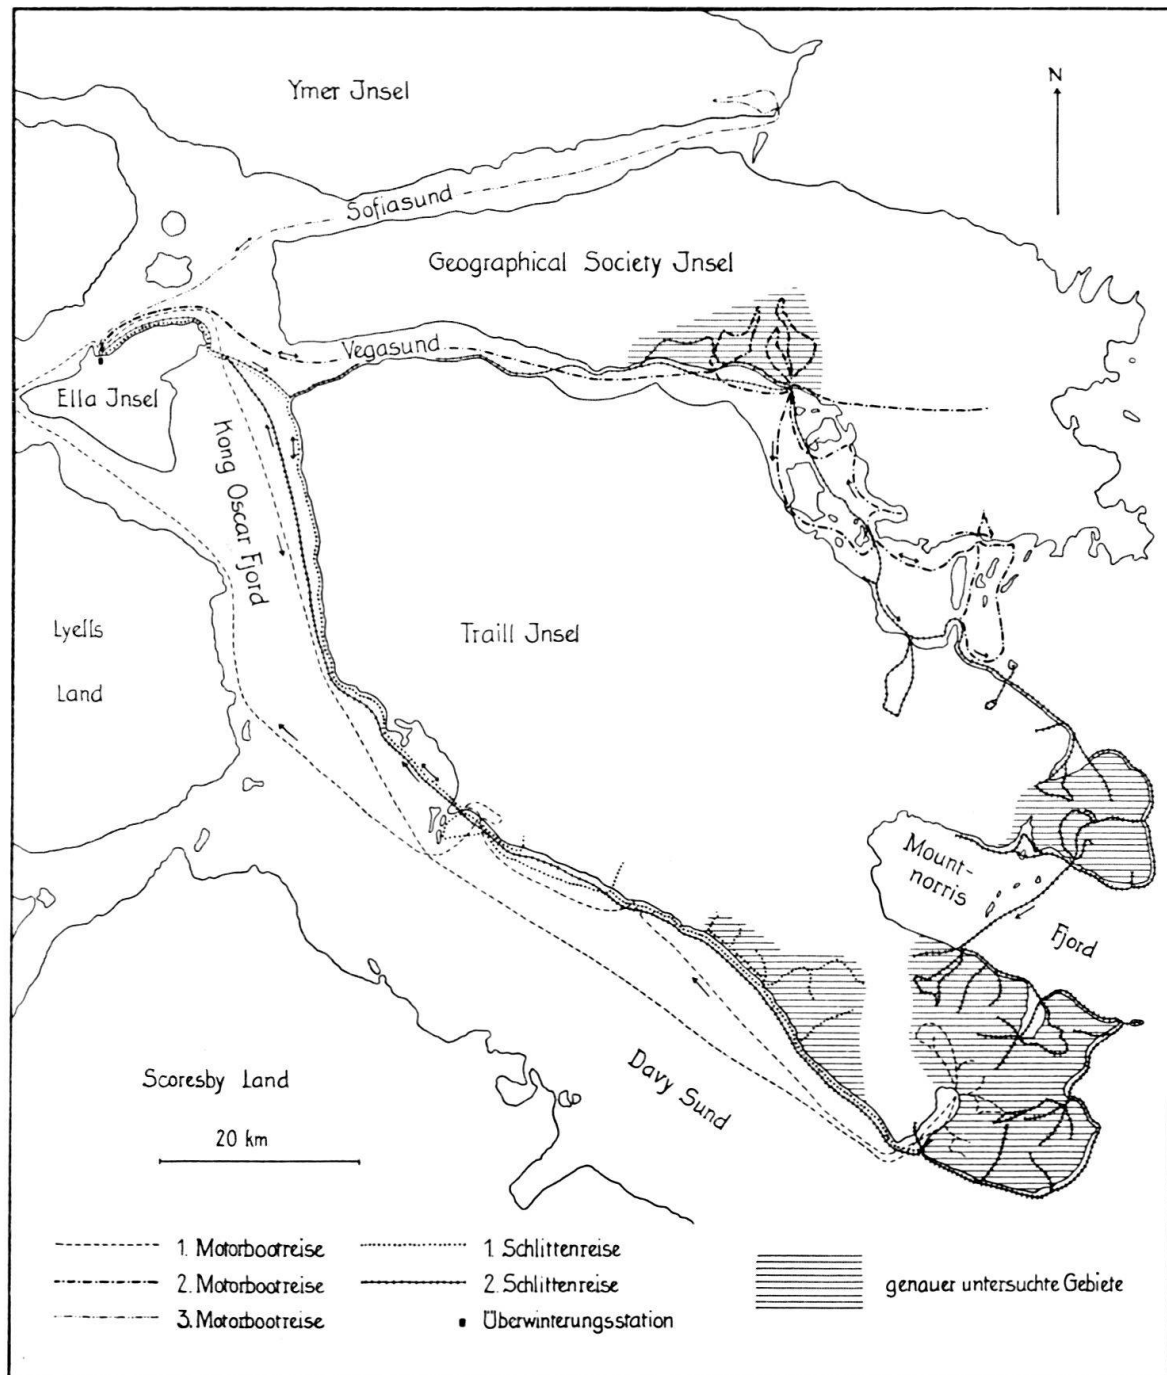 Ymer Jnsel
N
Sofiasund
Geographical Society Jnsel
Vegasund
Ella Jnsel
Kong Oscar Fjord
Lyells
Land
Traill Jnsel
Mount-
norris
Fjord
Davy Sund
Scoresby Land
20 km
1. Motorbootreise
2. Motorbootreise
3. Motorbootreise
1. Schlittenreise
2. Schlittenreise
Überwinterungsstation
genauer untersuchte Gebiete